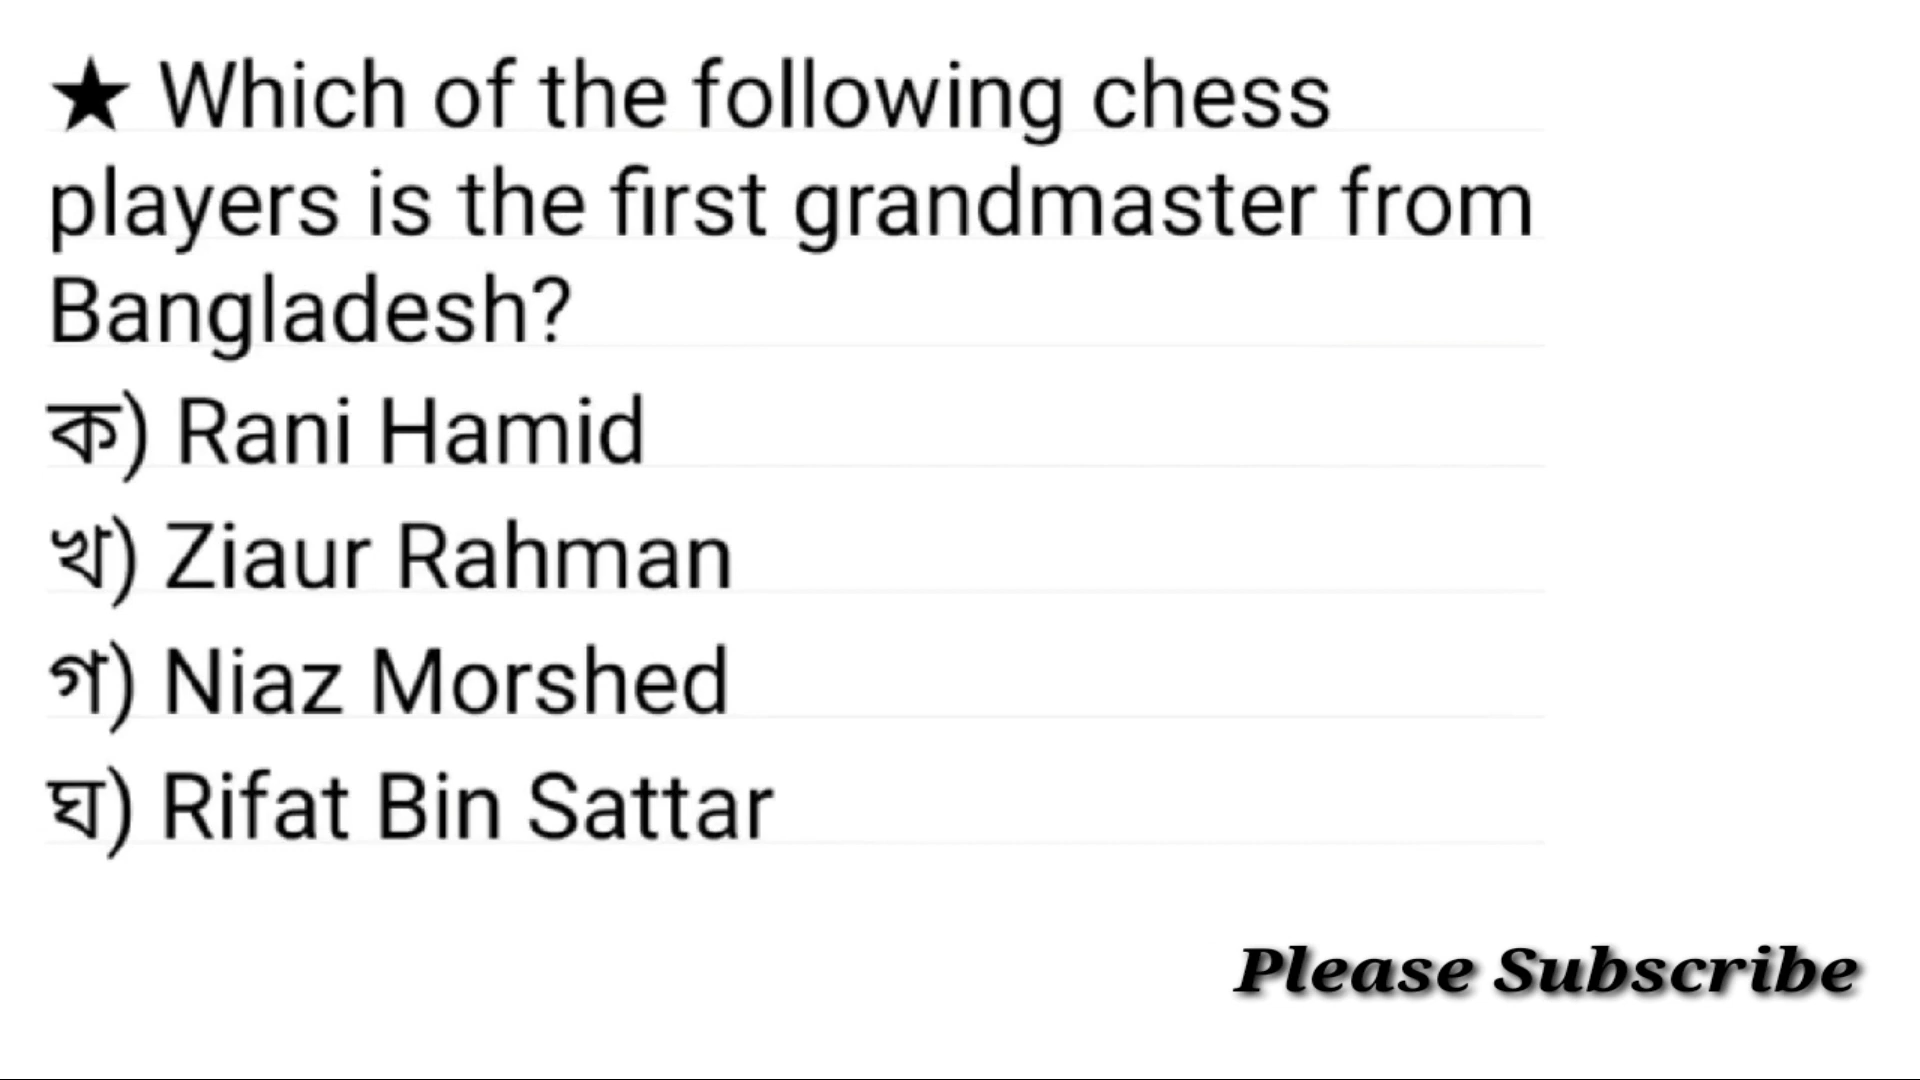 ★ Which of the following chess
players is the first grandmaster from
Bangladesh?
ক) Rani Hamid
খ) Ziaur Rahman
গ) Niaz Morshed
ঘ) Rifat Bin Sattar
Please Subscribe